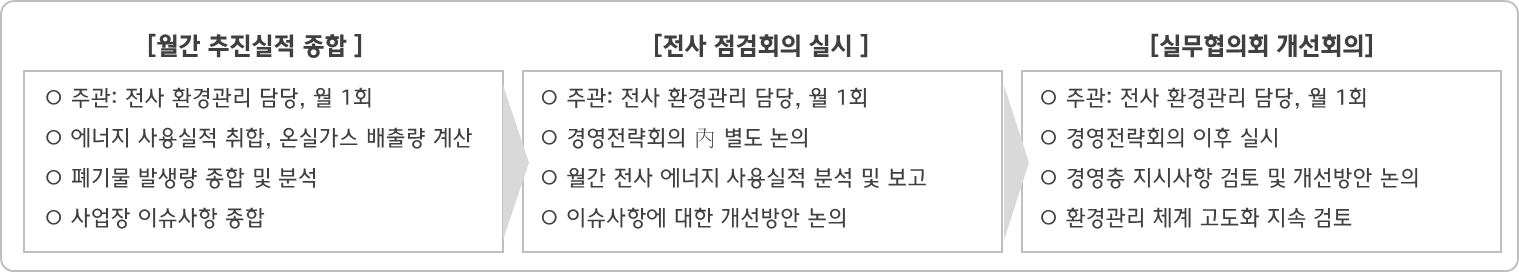 [월간 추진실적 종합 ]
○ 주관: 전사 환경관리 담당, 월 1회
○ 에너지 사용실적 취합, 온실가스 배출량 계산
○ 폐기물 발생량 종합 및 분석
○ 사업장 이슈사항 종합
[전사 점검회의 실시 ]
○ 주관: 전사 환경관리 담당, 월 1회
○ 경영전략회의 內 별도 논의
○ 월간 전사 에너지 사용실적 분석 및 보고
○ 이슈사항에 대한 개선방안 논의
[실무협의회 개선회의]
○ 주관: 전사 환경관리 담당, 월 1회
○ 경영전략회의 이후 실시
○ 경영층 지시사항 검토 및 개선방안 논의
○ 환경관리 체계 고도화 지속 검토